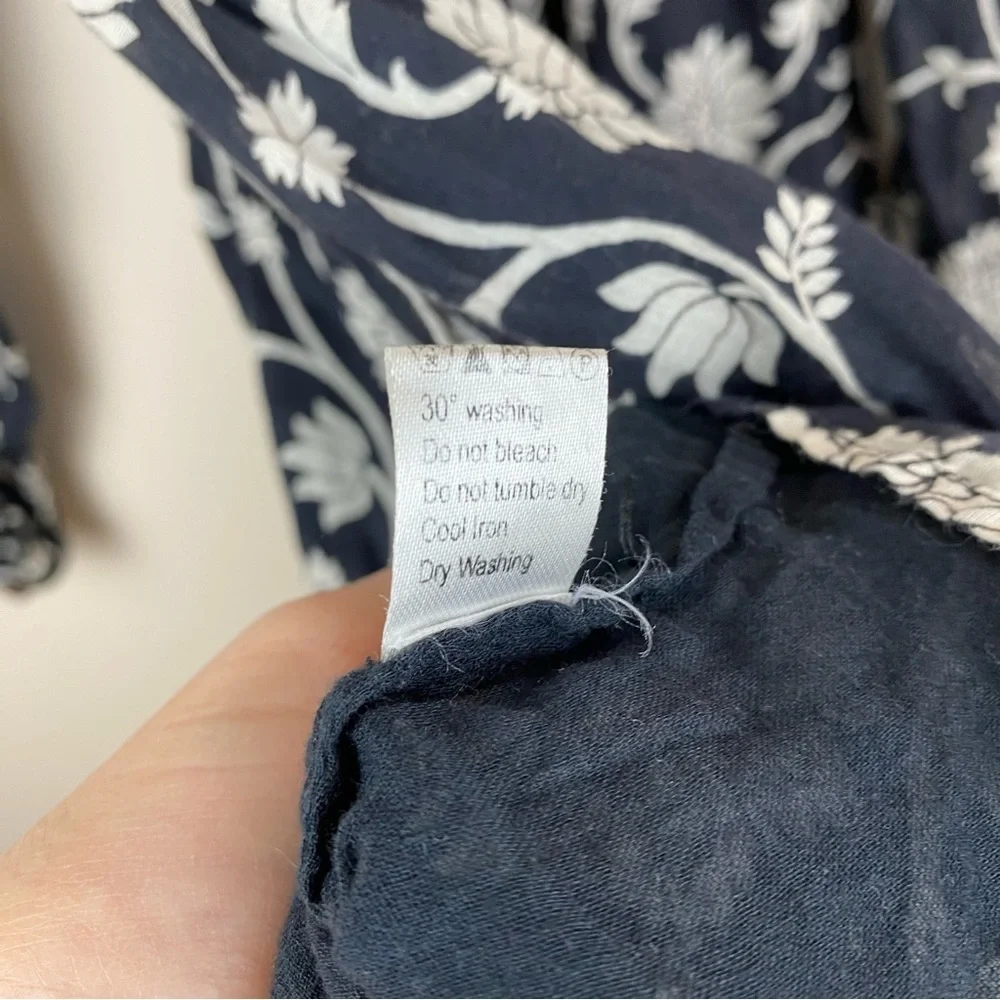 30° washing
Do not bleach
Do not tumble dry
Cool Iron
Dry Washing